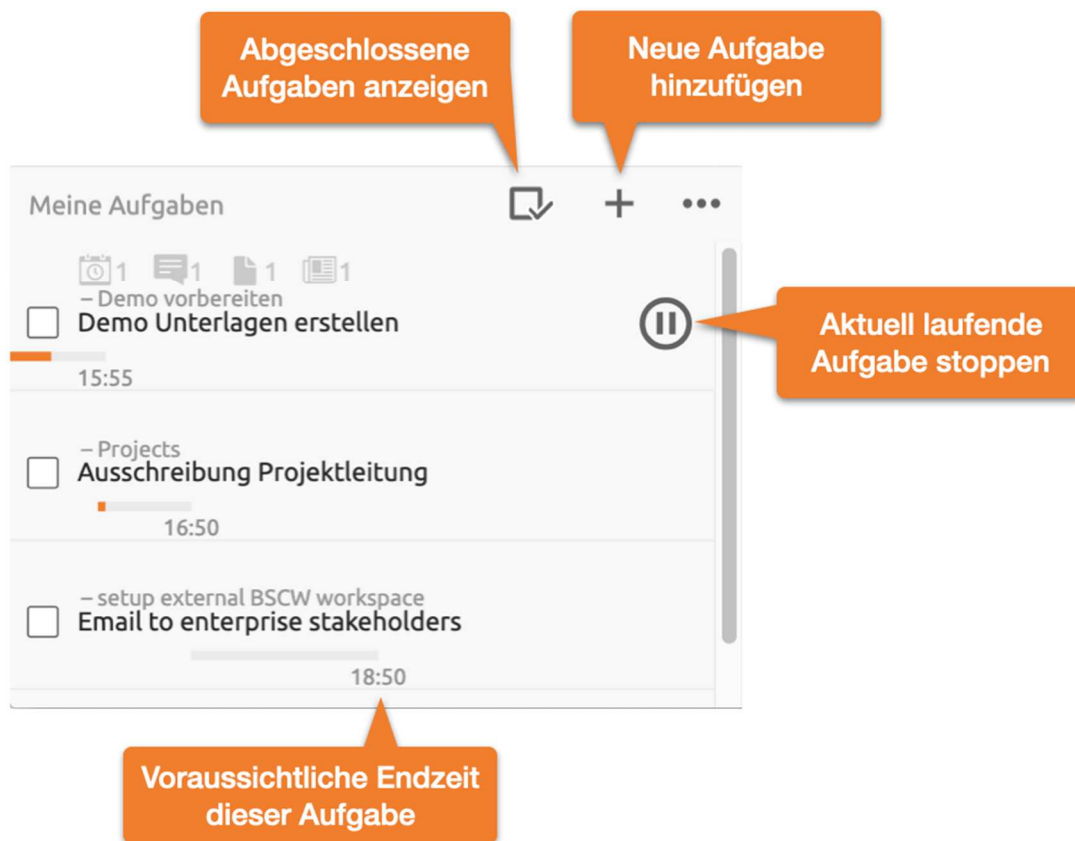 Abgeschlossene
Aufgaben anzeigen
Neue Aufgabe
hinzufügen
Meine Aufgaben
1 1 1 1
– Demo vorbereiten
Demo Unterlagen erstellen
15:55
Aktuell laufende
Aufgabe stoppen
– Projects
Ausschreibung Projektleitung
16:50
– setup external BSCW workspace
Email to enterprise stakeholders
18:50
Voraussichtliche Endzeit
dieser Aufgabe